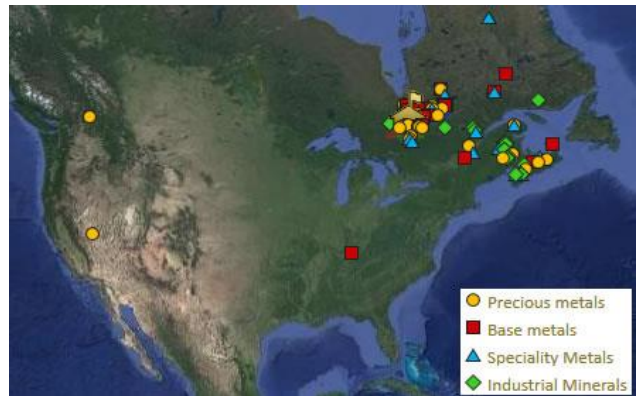 Precious metals
Base metals
Speciality Metals
Industrial Minerals